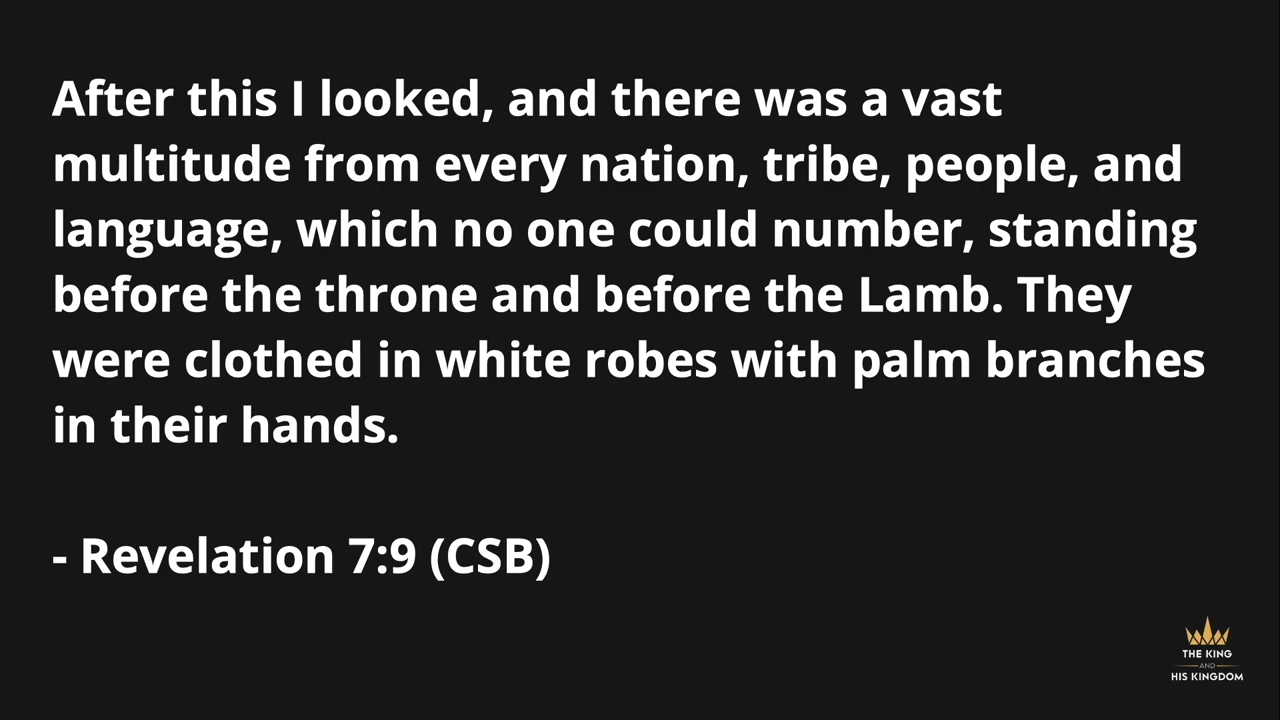 After this I looked, and there was a vast
multitude from every nation, tribe, people, and
language, which no one could number, standing
before the throne and before the Lamb. They
were clothed in white robes with palm branches
in their hands.
- Revelation 7:9 (CSB)
THE KING
AND
HIS KINGDOM